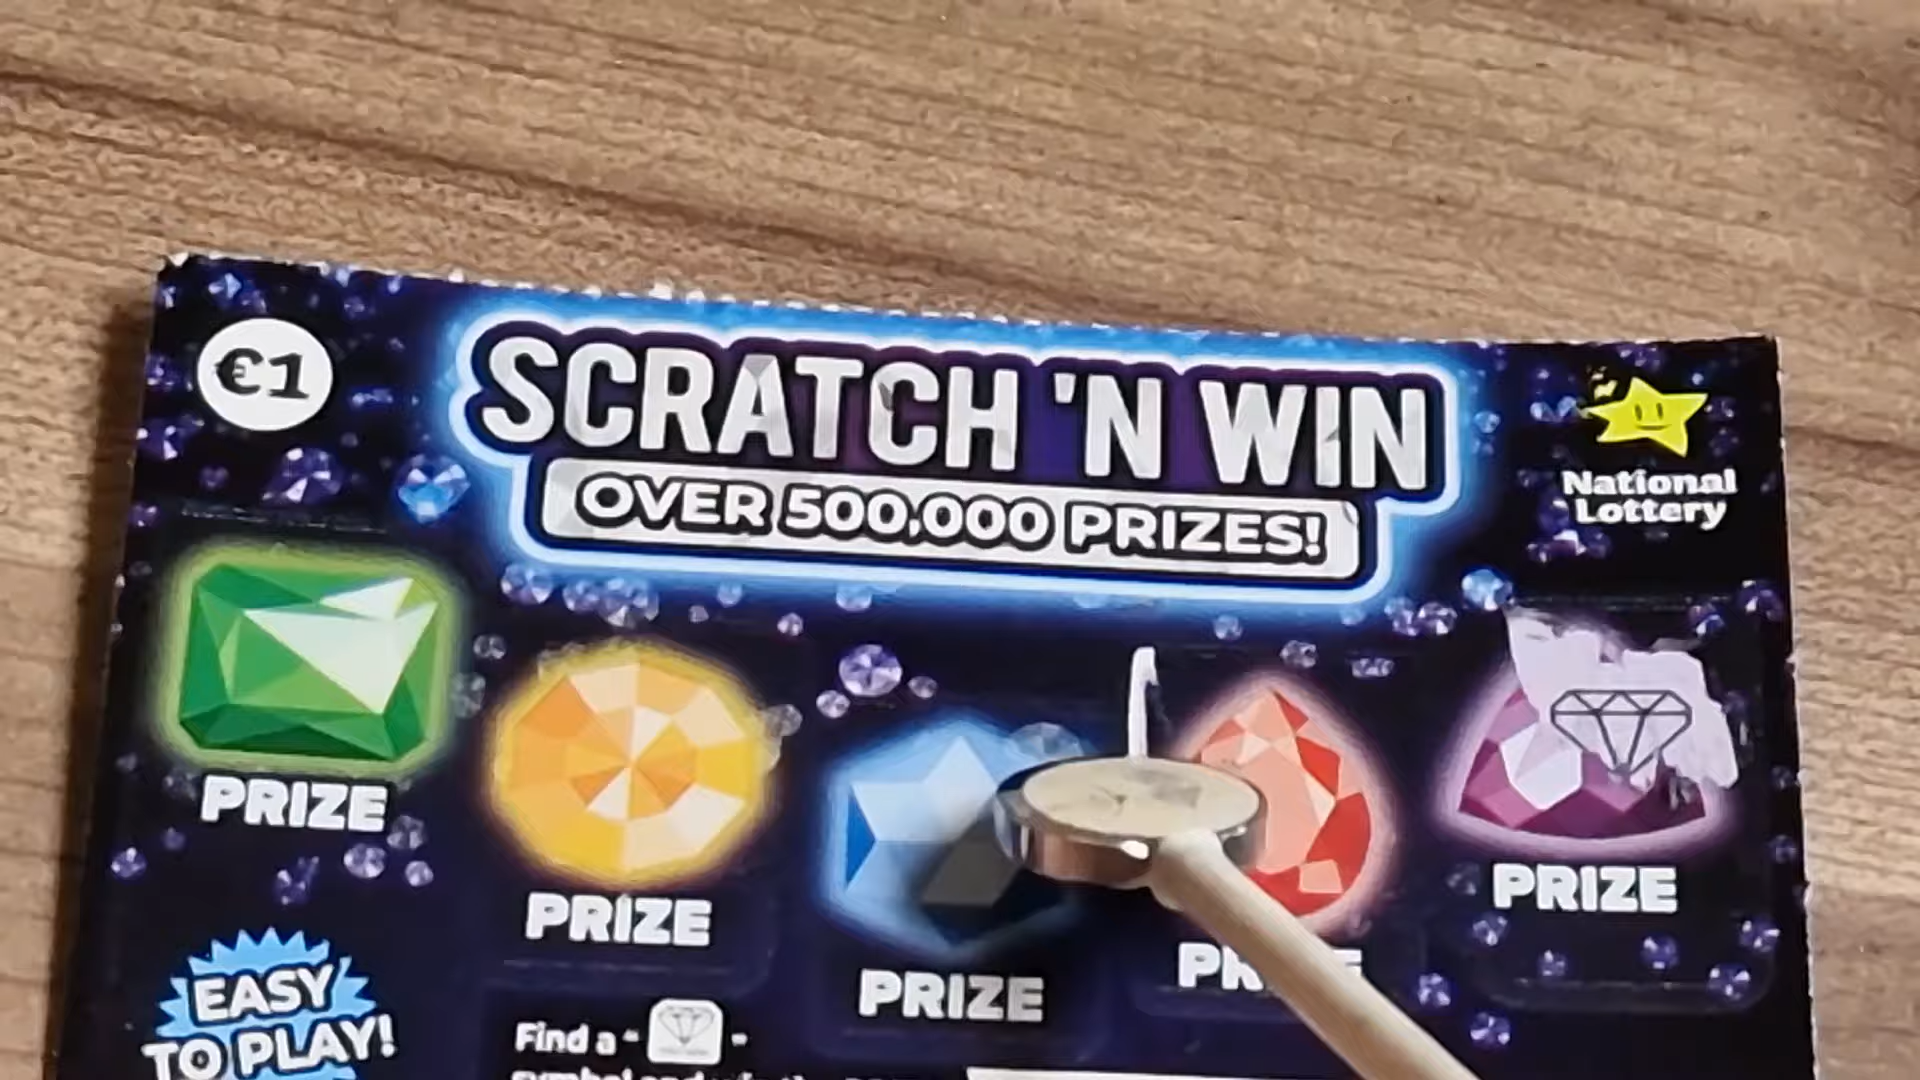 €1
SCRATCH 'N WIN
OVER 500,000 PRIZES!
National
Lottery
PRIZE
PRIZE
PRIZE
PRIZE
EASY
TO PLAY!
Find a - -